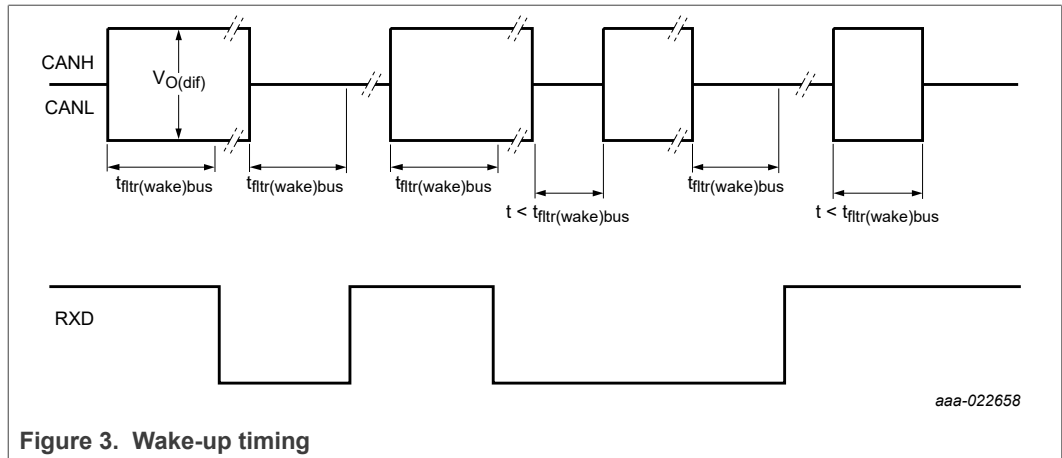 CANH
CANL
VO(dif)
tfltr(wake)bus
tfltr(wake)bus
tfltr(wake)bus
t < tfltr(wake)bus
tfltr(wake)bus
t < tfltr(wake)bus
RXD
aaa-022658
Figure 3. Wake-up timing